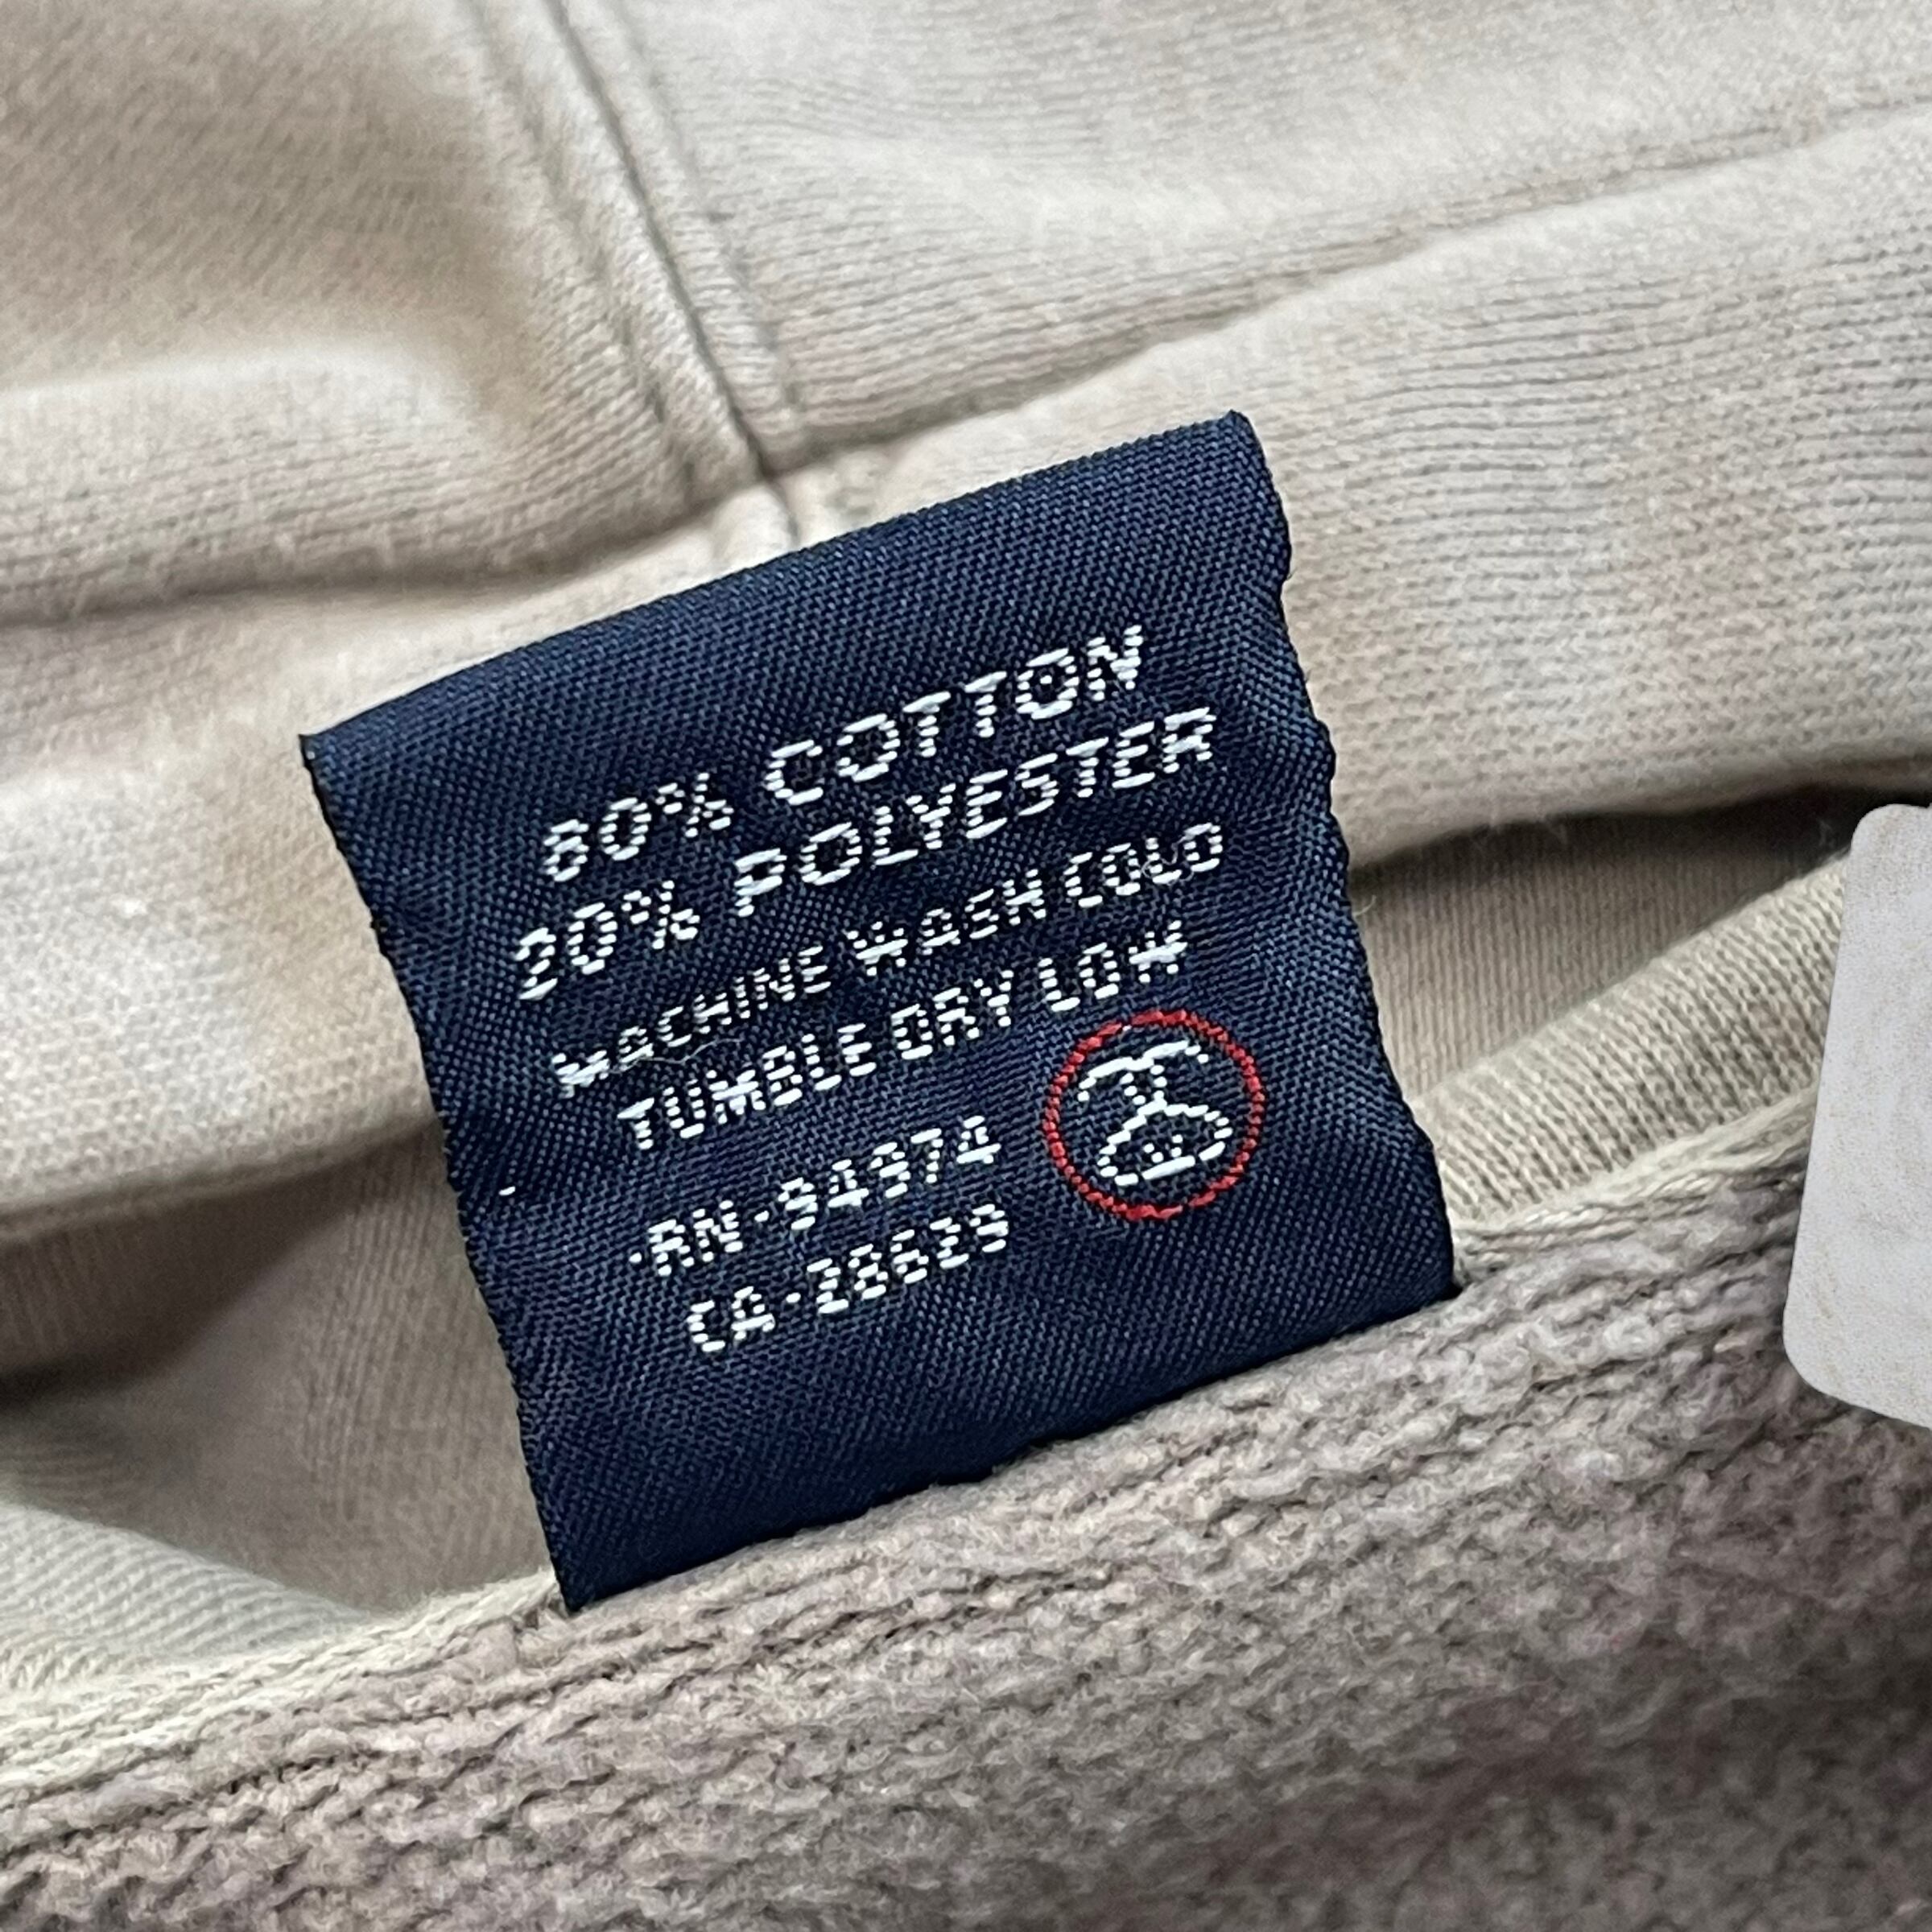 80% COTTON
20% POLYESTER
MACHINE WASH COLD
TUMBLE DRY LOW
RN·94974
CA·28629